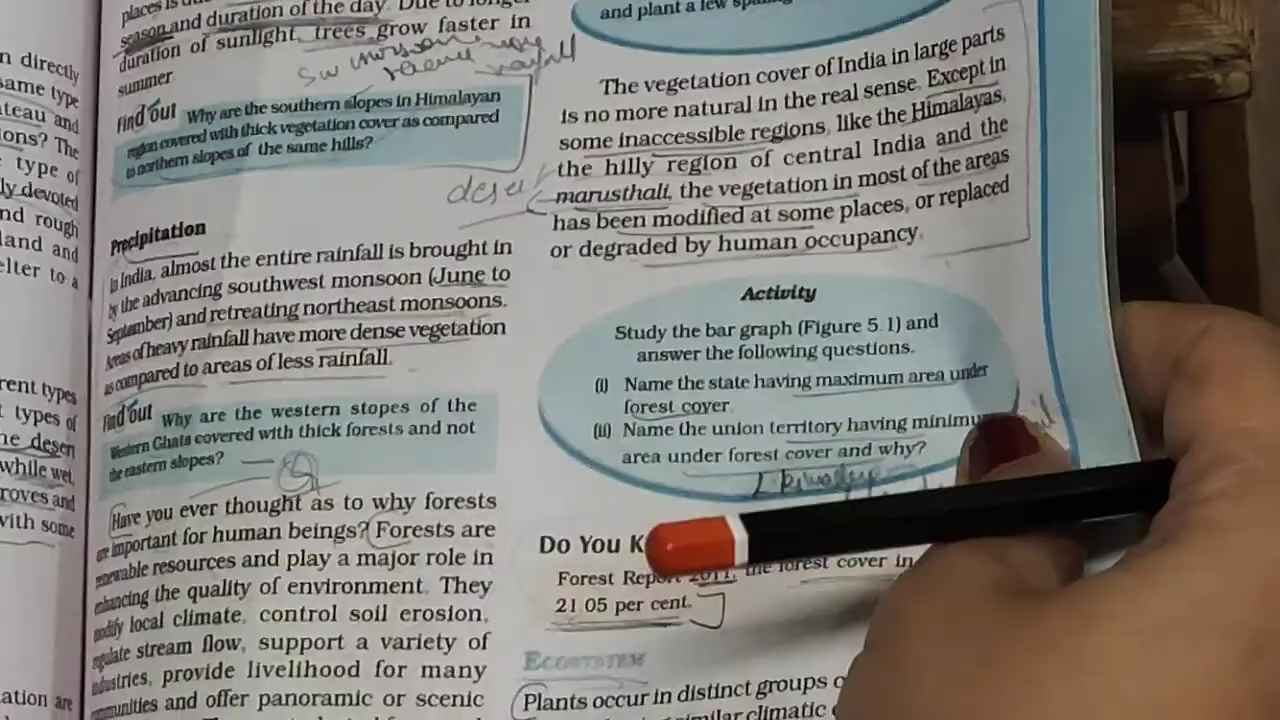 n directly
same type
ateau and
ions? The
type of
ly devoted
nd rough
land and
elter to a
rent types
t types of
he desert
while wet,
roves and
with some
ation are
season and duration of the day. Due to longer
duration of sunlight, trees grow faster in
summer.
Find out Why are the southern slopes in Himalayan
region covered with thick vegetation cover as compared
to northern slopes of the same hills?
Precipitation
In India, almost the entire rainfall is brought in
by the advancing southwest monsoon (June to
September) and retreating northeast monsoons.
Areas of heavy rainfall have more dense vegetation
as compared to areas of less rainfall.
Find out Why are the western stopes of the
Western Ghats covered with thick forests and not
the eastern slopes?
Have you ever thought as to why forests
are important for human beings? Forests are
renewable resources and play a major role in
enhancing the quality of environment. They
modify local climate, control soil erosion,
regulate stream flow, support a variety of
industries, provide livelihood for many
communities and offer panoramic or scenic
and plant a few
The vegetation cover of India in large parts
is no more natural in the real sense. Except in
some inaccessible regions, like the Himalayas,
the hilly region of central India and the
marusthali, the vegetation in most of the areas
has been modified at some places, or replaced
or degraded by human occupancy.
Activity
Study the bar graph (Figure 5.1) and
answer the following questions.
(i) Name the state having maximum area under
forest cover.
(ii) Name the union territory having minimum
area under forest cover and why?
Do You K
Forest Report 2011, the forest cover in
21.05 per cent.
ECOSYSTEM
Plants occur in distinct groups o
similar climatic